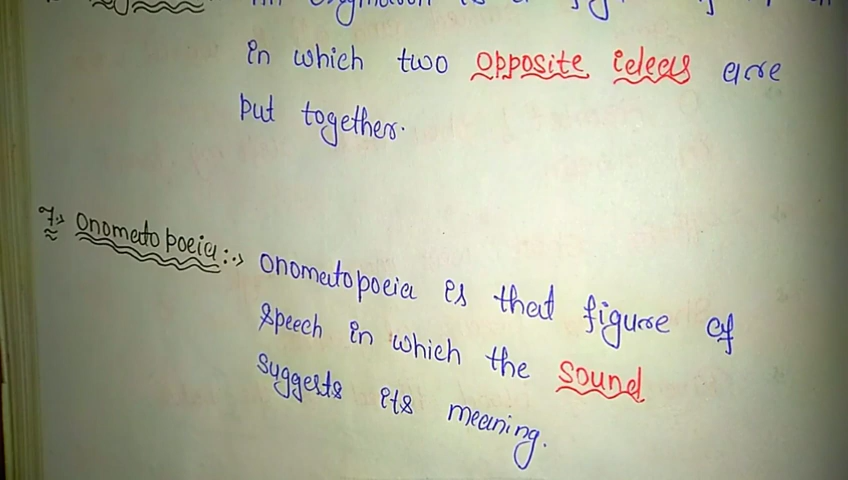 in which two opposite ideas are
put together.
7. Onomatopoeia:-> Onomatopoeia is that figure of
speech in which the sound
suggests its meaning.